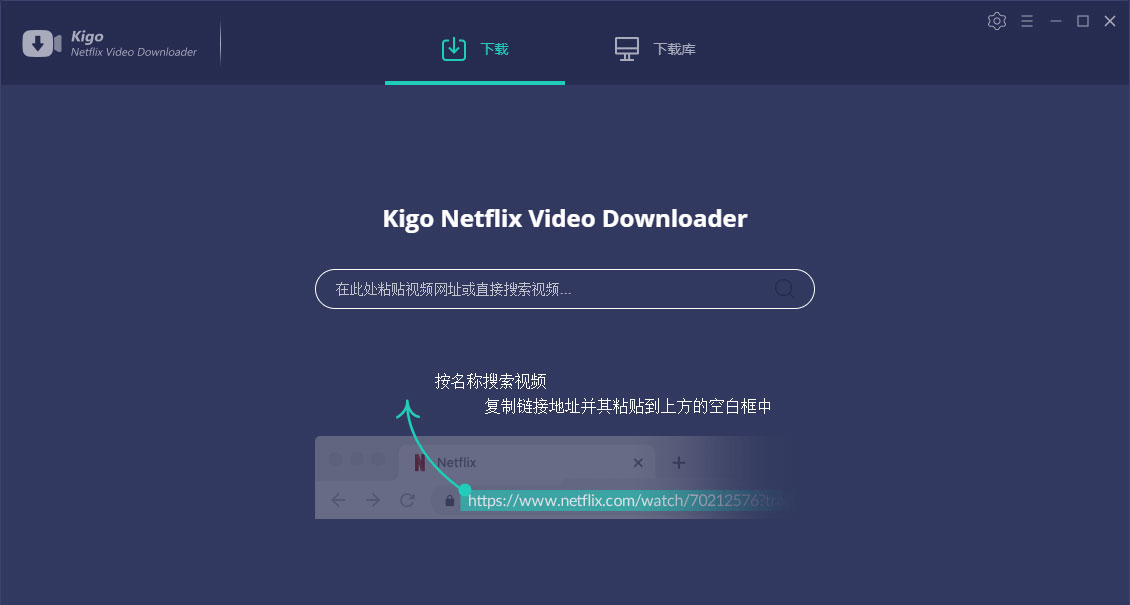 Kigo
Netflix Video Downloader
下载
下载库
Kigo Netflix Video Downloader
在此处粘贴视频网址或直接搜索视频...
按名称搜索视频
复制链接地址并其粘贴到上方的空白框中
Netflix
https://www.netflix.com/watch/70212576?trac